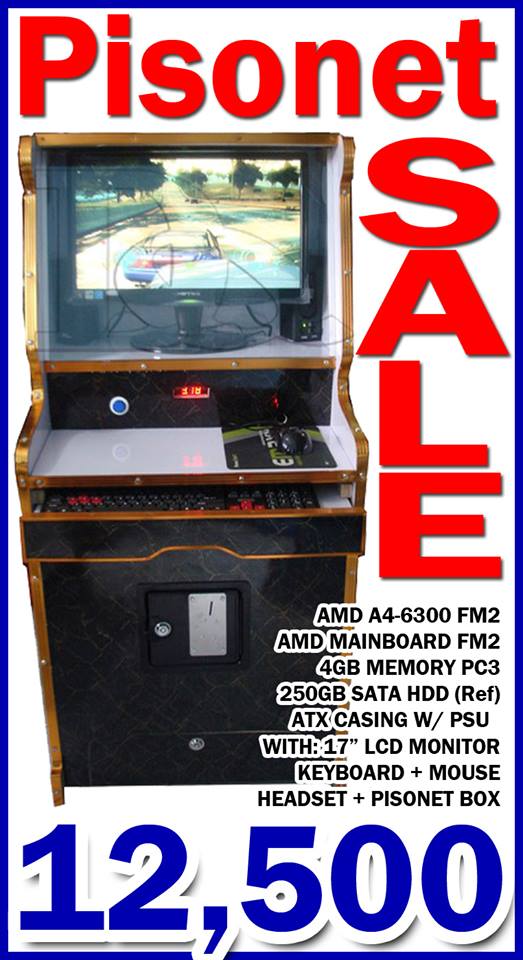 Pisonet
SALE
AMD A4-6300 FM2
AMD MAINBOARD FM2
4GB MEMORY PC3
250GB SATA HDD (Ref)
ATX CASING W/ PSU
WITH: 17” LCD MONITOR
KEYBOARD + MOUSE
HEADSET + PISONET BOX
12,500